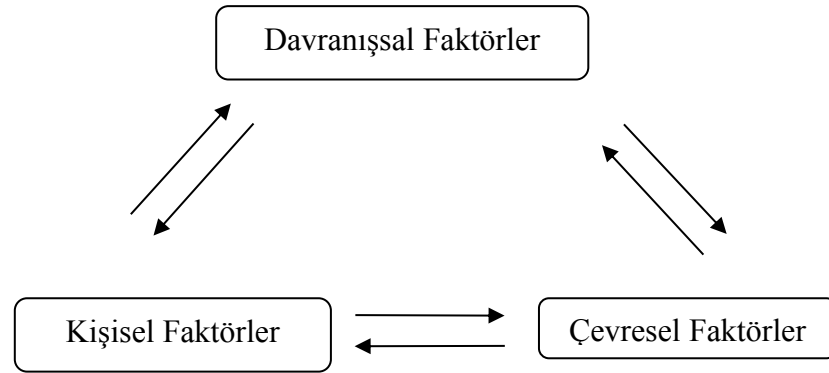 Davranışsal Faktörler
Kişisel Faktörler
Çevresel Faktörler